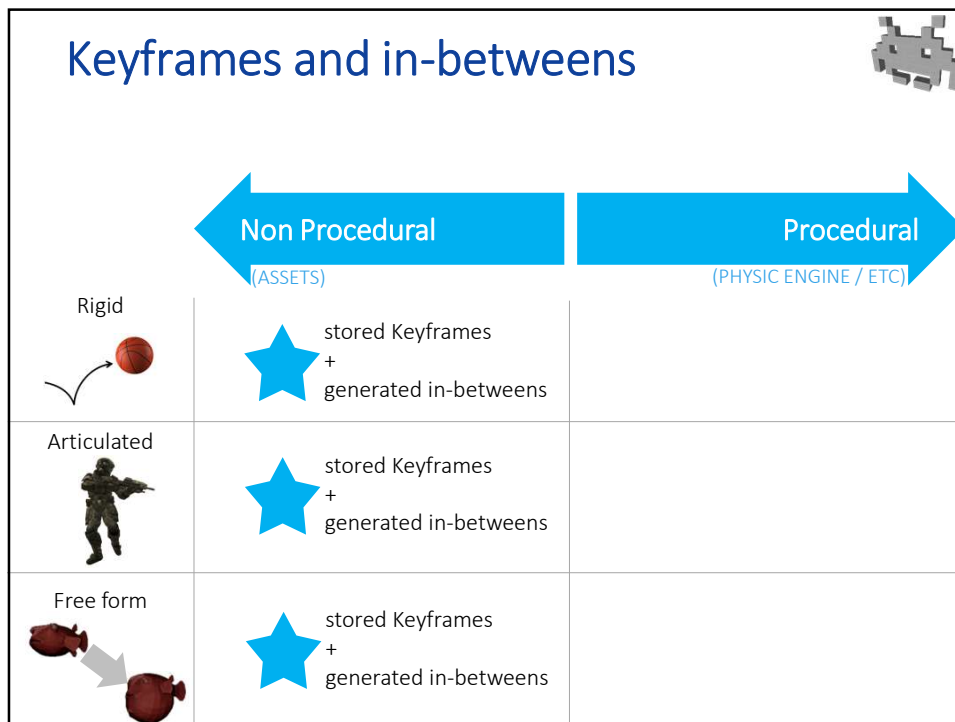 Keyframes and in-betweens
Non Procedural
Procedural
(ASSETS)
(PHYSIC ENGINE / ETC)
Rigid
stored Keyframes
+
generated in-betweens
Articulated
stored Keyframes
+
generated in-betweens
Free form
stored Keyframes
+
generated in-betweens